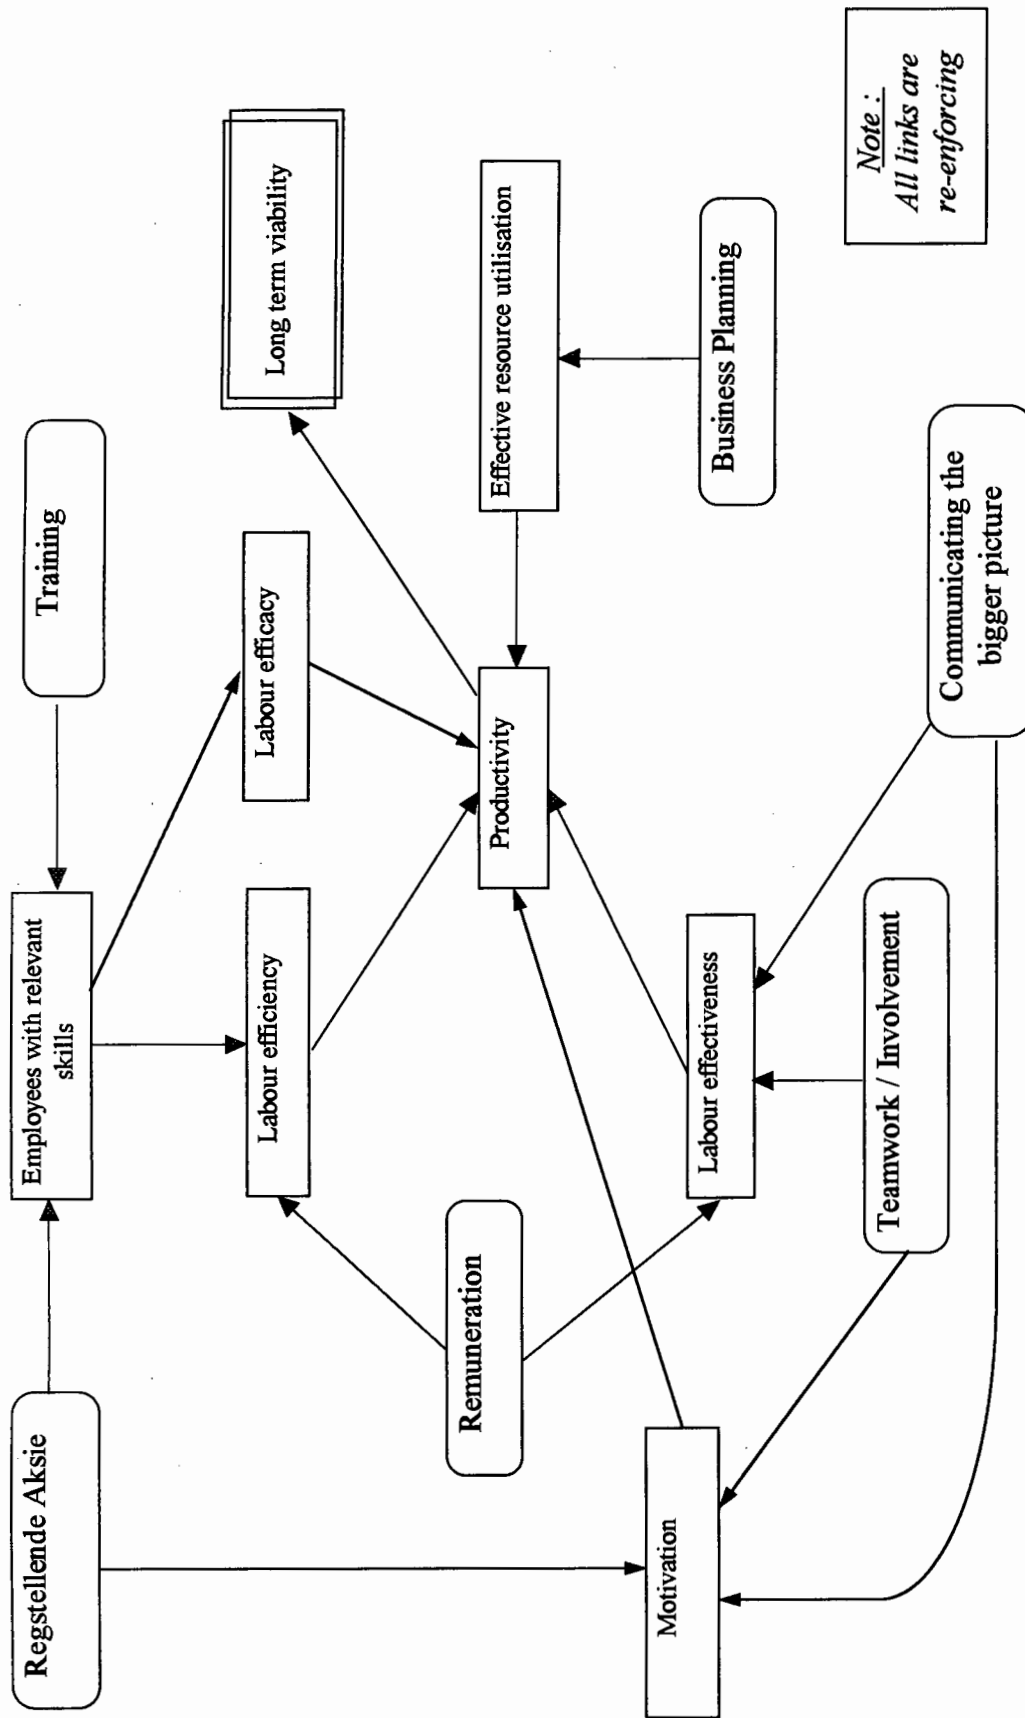 Regstellende Aksie
Employees with relevant
skills
Training
Labour efficiency
Labour efficacy
Long term viability
Remuneration
Productivity
Effective resource utilisation
Motivation
Labour effectiveness
Business Planning
Teamwork / Involvement
Communicating the
bigger picture
Note :
All links are
re-enforcing